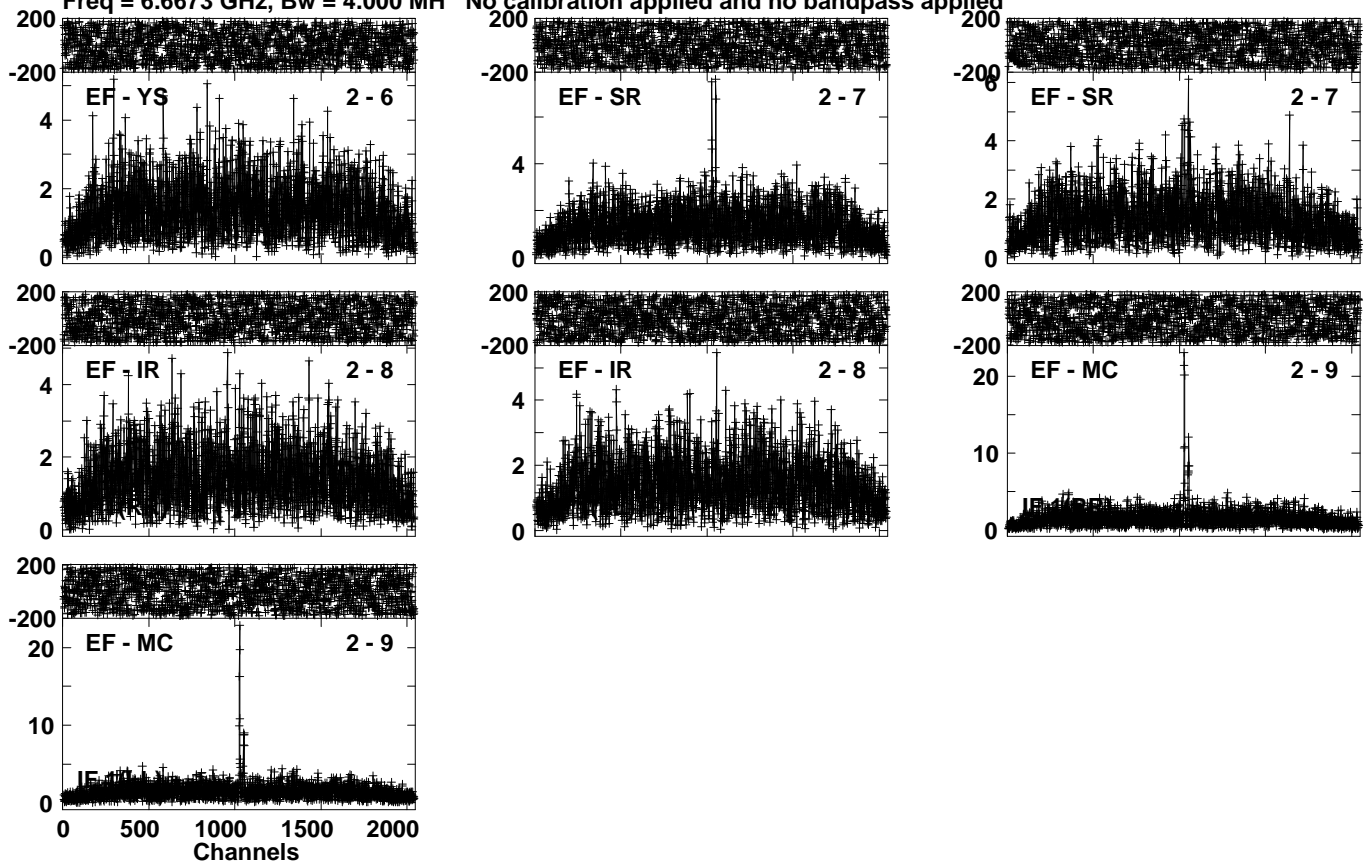 Freq = 6.6673 GHz, Bw = 4.000 MH No calibration applied and no bandpass applied
200 200 200
-200 -200 -200
EF - YS 2 - 6 EF - SR 2 - 7 EF - SR 2 - 7
6
4 4 4
2 2
0 0 0
200 200 200
-200 -200 -200
EF - IR 2 - 8 EF - IR 2 - 8 EF - MC 2 - 9
4 4 20
2 2 10
0 0 0
200
-200
EF - MC 2 - 9
20
10
0
0 500 1000 1500 2000
Channels